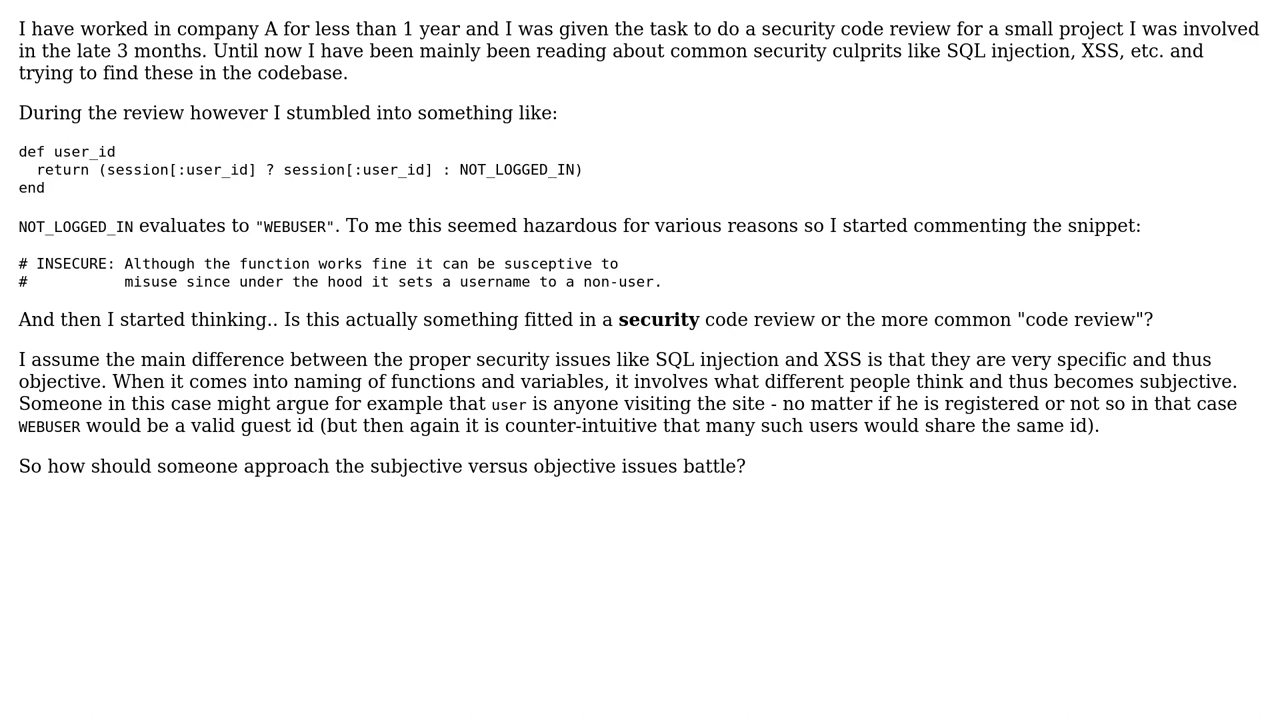 I have worked in company A for less than 1 year and I was given the task to do a security code review for a small project I was involved
in the late 3 months. Until now I have been mainly been reading about common security culprits like SQL injection, XSS, etc. and
trying to find these in the codebase.
During the review however I stumbled into something like:
def user_id
  return (session[:user_id] ? session[:user_id] : NOT_LOGGED_IN)
end
NOT_LOGGED_IN evaluates to "WEBUSER". To me this seemed hazardous for various reasons so I started commenting the snippet:
# INSECURE: Although the function works fine it can be susceptive to
#           misuse since under the hood it sets a username to a non-user.
And then I started thinking.. Is this actually something fitted in a security code review or the more common "code review"?
I assume the main difference between the proper security issues like SQL injection and XSS is that they are very specific and thus
objective. When it comes into naming of functions and variables, it involves what different people think and thus becomes subjective.
Someone in this case might argue for example that user is anyone visiting the site - no matter if he is registered or not so in that case
WEBUSER would be a valid guest id (but then again it is counter-intuitive that many such users would share the same id).
So how should someone approach the subjective versus objective issues battle?